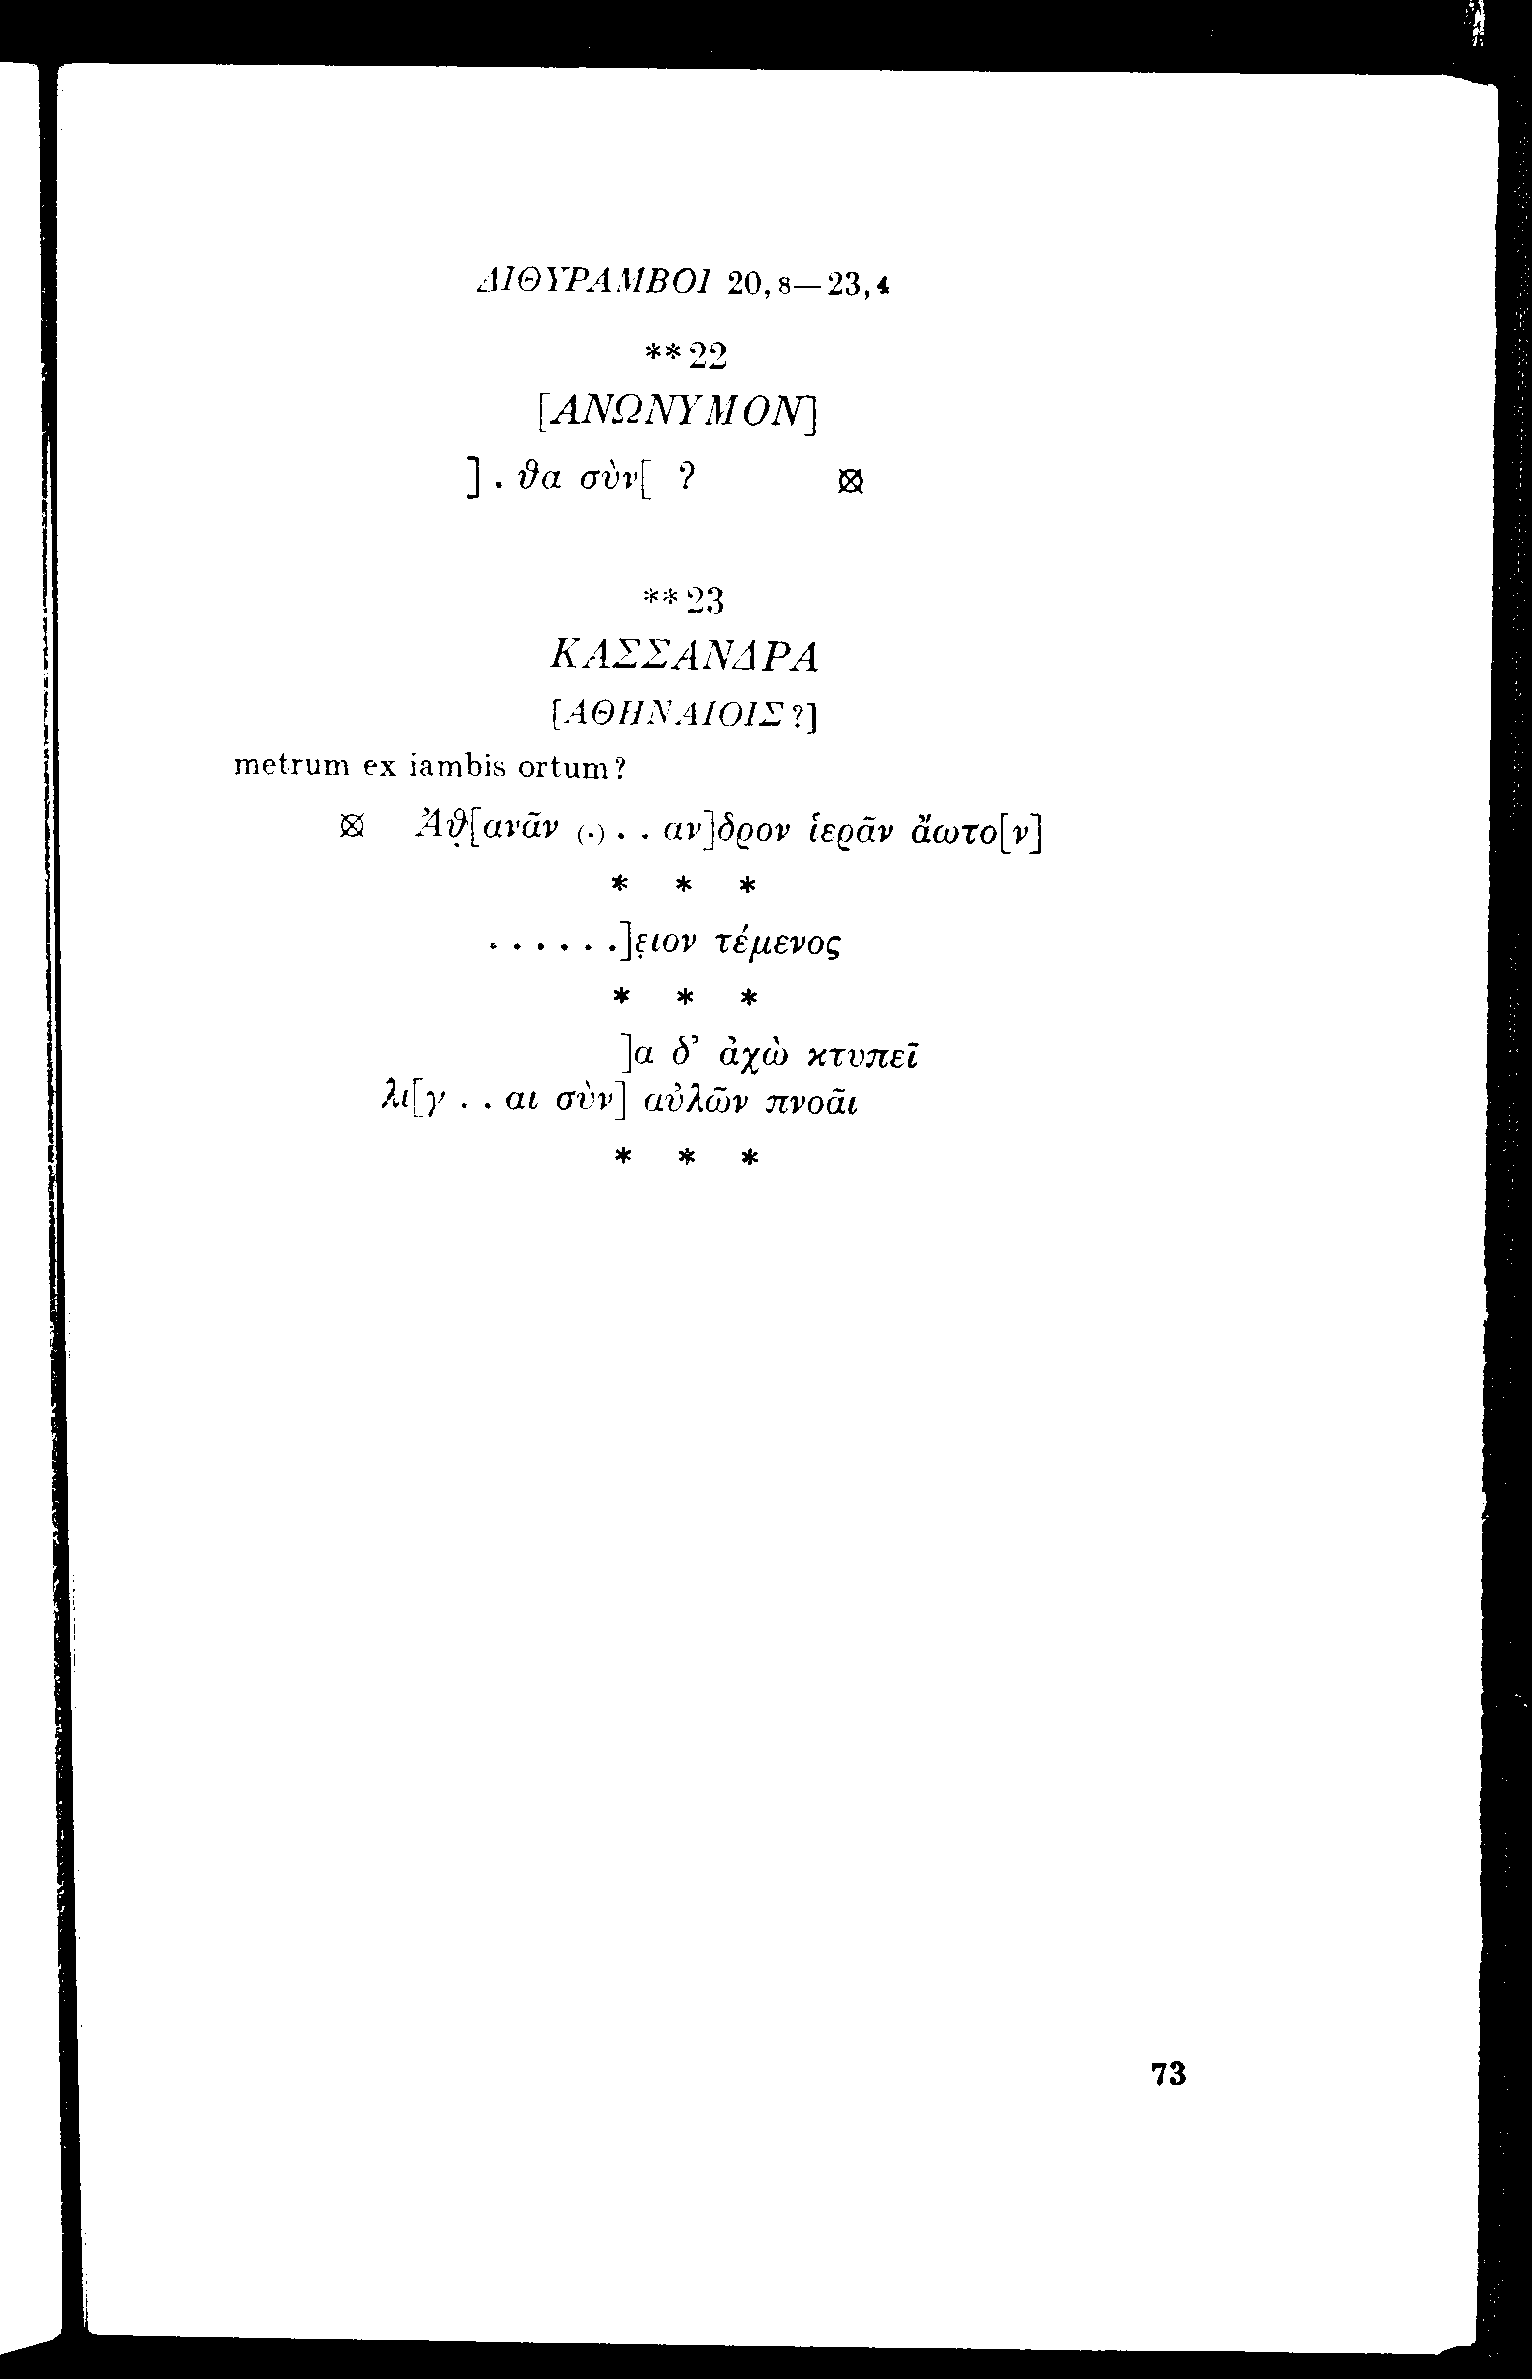 ΔΙΘΥΡΑΜΒΟΙ 20,8—23,4
**22
[ΑΝΩΝΥΜΟΝ]
] . θα σὺν[ ? ⊠
**23
ΚΑΣΣΑΝΔΡΑ
[ΑΘΗΝΑΙΟΙΣ?]
metrum ex iambis ortum?
⊠ Ἀθ̣[ανᾶν (.) . . αν]δρον ἱερᾶν ἄωτο[ν]
* * *
. . . . . .]ε̣ιον τέμενος
* * *
]α δ’ ἀχὼ κτυπεῖ
λι[γ . . αι σὺν] αὐλῶν πνοᾶι
* * *
73